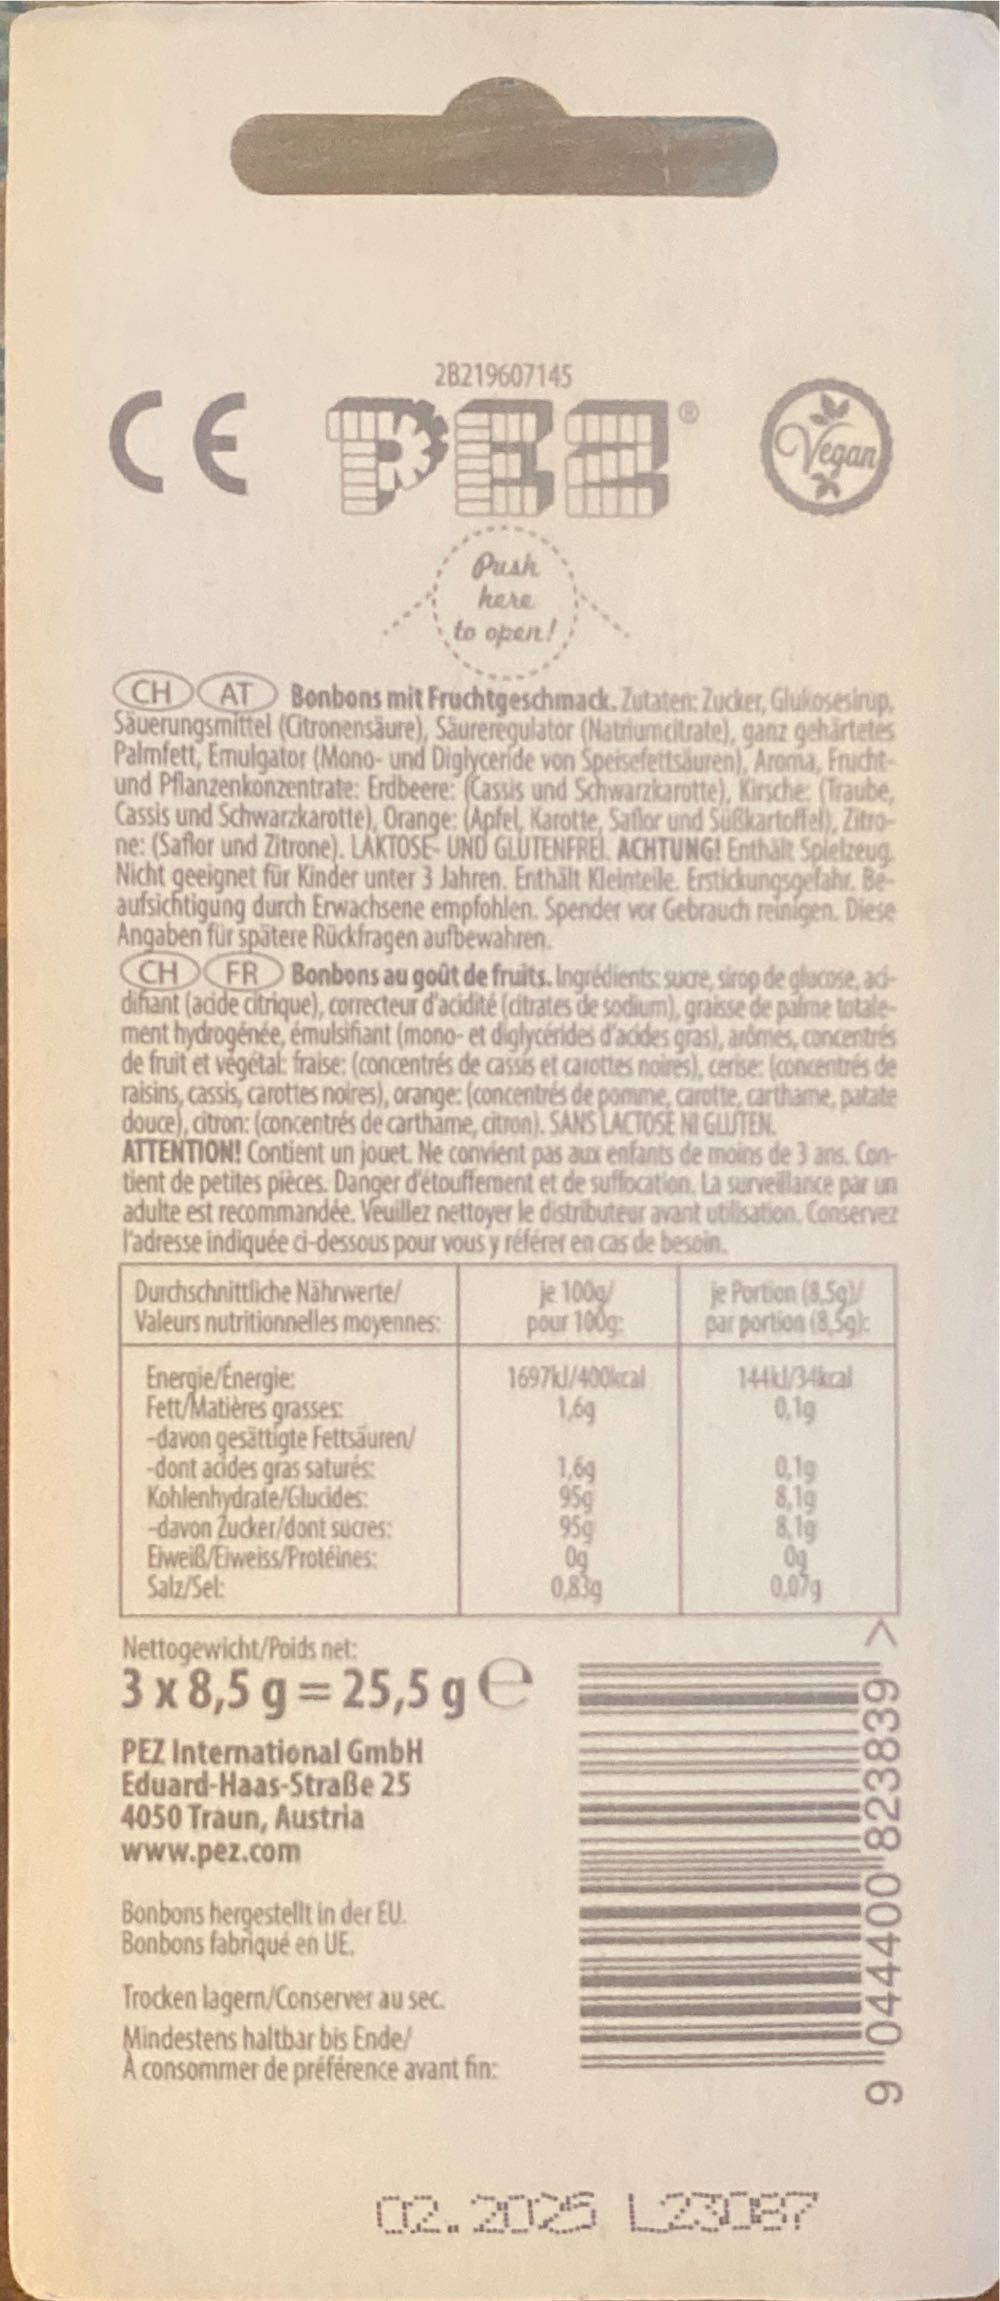 2B219607145
CE PEZ® Vegan
Push
here
to open!
CH AT Bonbons mit Fruchtgeschmack. Zutaten: Zucker, Glukosesirup,
Säuerungsmittel (Citronensäure), Säureregulator (Natriumcitrate), ganz gehärtetes
Palmfett, Emulgator (Mono- und Diglyceride von Speisefettsäuren), Aroma, Frucht-
und Pflanzenkonzentrate: Erdbeere: (Cassis und Schwarzkarotte), Kirsche: (Traube,
Cassis und Schwarzkarotte), Orange: (Apfel, Karotte, Saflor und Süßkartoffel), Zitro-
ne: (Saflor und Zitrone). LAKTOSE- UND GLUTENFREI. ACHTUNG! Enthält Spielzeug.
Nicht geeignet für Kinder unter 3 Jahren. Enthält Kleinteile. Erstickungsgefahr. Be-
aufsichtigung durch Erwachsene empfohlen. Spender vor Gebrauch reinigen. Diese
Angaben für spätere Rückfragen aufbewahren.
CH FR Bonbons au goût de fruits. Ingrédients: sucre, sirop de glucose, aci-
difiant (acide citrique), correcteur d'acidité (citrates de sodium), graisse de palme totale-
ment hydrogénée, émulsifiant (mono- et diglycérides d'acides gras), arômes, concentrés
de fruit et végétal: fraise: (concentrés de cassis et carottes noires), cerise: (concentrés de
raisins, cassis, carottes noires), orange: (concentrés de pomme, carotte, carthame, patate
douce), citron: (concentrés de carthame, citron). SANS LACTOSE NI GLUTEN.
ATTENTION! Contient un jouet. Ne convient pas aux enfants de moins de 3 ans. Con-
tient de petites pièces. Danger d'étouffement et de suffocation. La surveillance par un
adulte est recommandée. Veuillez nettoyer le distributeur avant utilisation. Conservez
l'adresse indiquée ci-dessous pour vous y référer en cas de besoin.
Durchschnittliche Nährwerte/ je 100g/ je Portion (8,5g)/
Valeurs nutritionnelles moyennes: pour 100g: par portion (8,5g):
Energie/Énergie: 1697kJ/400kcal 144kJ/34kcal
Fett/Matières grasses: 1,6g 0,1g
-davon gesättigte Fettsäuren/
-dont acides gras saturés: 1,6g 0,1g
Kohlenhydrate/Glucides: 95g 8,1g
-davon Zucker/dont sucres: 95g 8,1g
Eiweiß/Eiweiss/Protéines: 0g 0g
Salz/Sel: 0,83g 0,07g
Nettogewicht/Poids net:
3 x 8,5 g = 25,5 g ℮
PEZ International GmbH
Eduard-Haas-Straße 25
4050 Traun, Austria
www.pez.com
Bonbons hergestellt in der EU.
Bonbons fabriqué en UE.
Trocken lagern/Conserver au sec.
Mindestens haltbar bis Ende/
À consommer de préférence avant fin:
9 044400 823839 >
02.2025 L23087